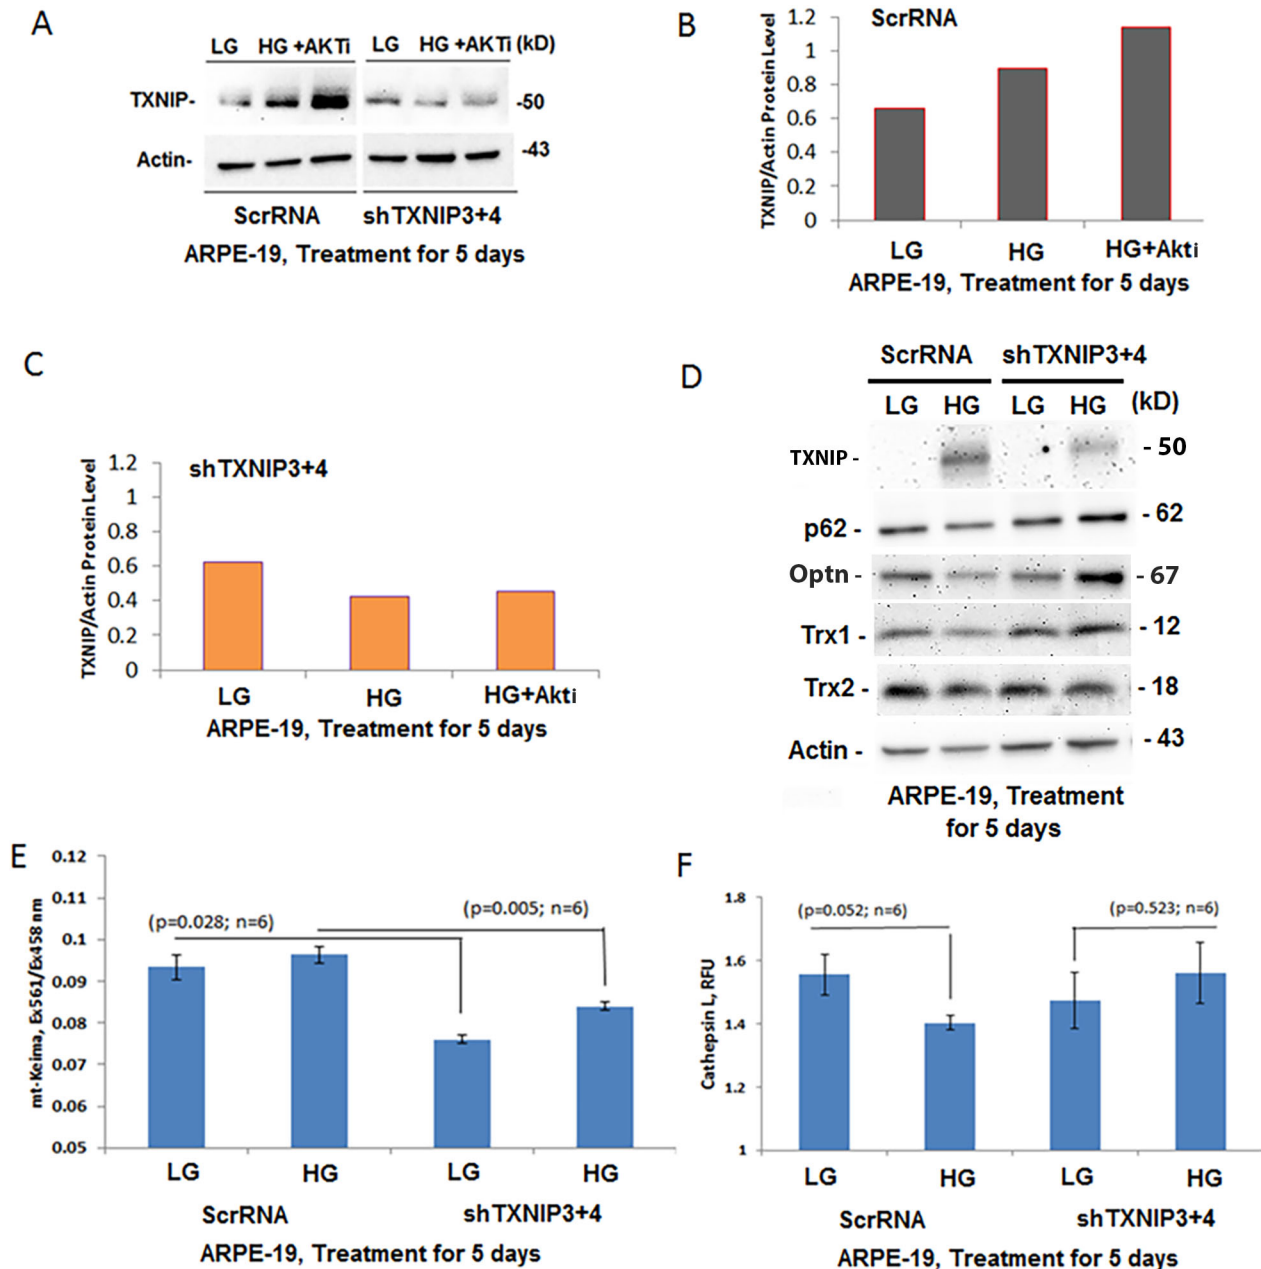 A
LG HG +AKTi LG HG +AKTi (kD)
TXNIP- -50
Actin- -43
ScrRNA shTXNIP3+4
ARPE-19, Treatment for 5 days
B
ScrRNA
TXNIP/Actin Protein Level
1.2
1
0.8
0.6
0.4
0.2
0
LG HG HG+Akti
ARPE-19, Treatment for 5 days
C
shTXNIP3+4
TXNIP/Actin Protein Level
1.2
1
0.8
0.6
0.4
0.2
0
LG HG HG+Akti
ARPE-19, Treatment for 5 days
D
ScrRNA shTXNIP3+4
LG HG LG HG (kD)
TXNIP - - 50
p62 - - 62
Optn - - 67
Trx1 - - 12
Trx2 - - 18
Actin - - 43
ARPE-19, Treatment
for 5 days
E
mt-Keima, Ex561/Ex458 nm
0.12
0.11
0.1
0.09
0.08
0.07
0.06
0.05
(p=0.028; n=6)
(p=0.005; n=6)
LG HG LG HG
ScrRNA shTXNIP3+4
ARPE-19, Treatment for 5 days
F
Cathepsin L, RFU
1.8
1.6
1.4
1.2
1
(p=0.052; n=6)
(p=0.523; n=6)
LG HG LG HG
ScrRNA shTXNIP3+4
ARPE-19, Treatment for 5 days